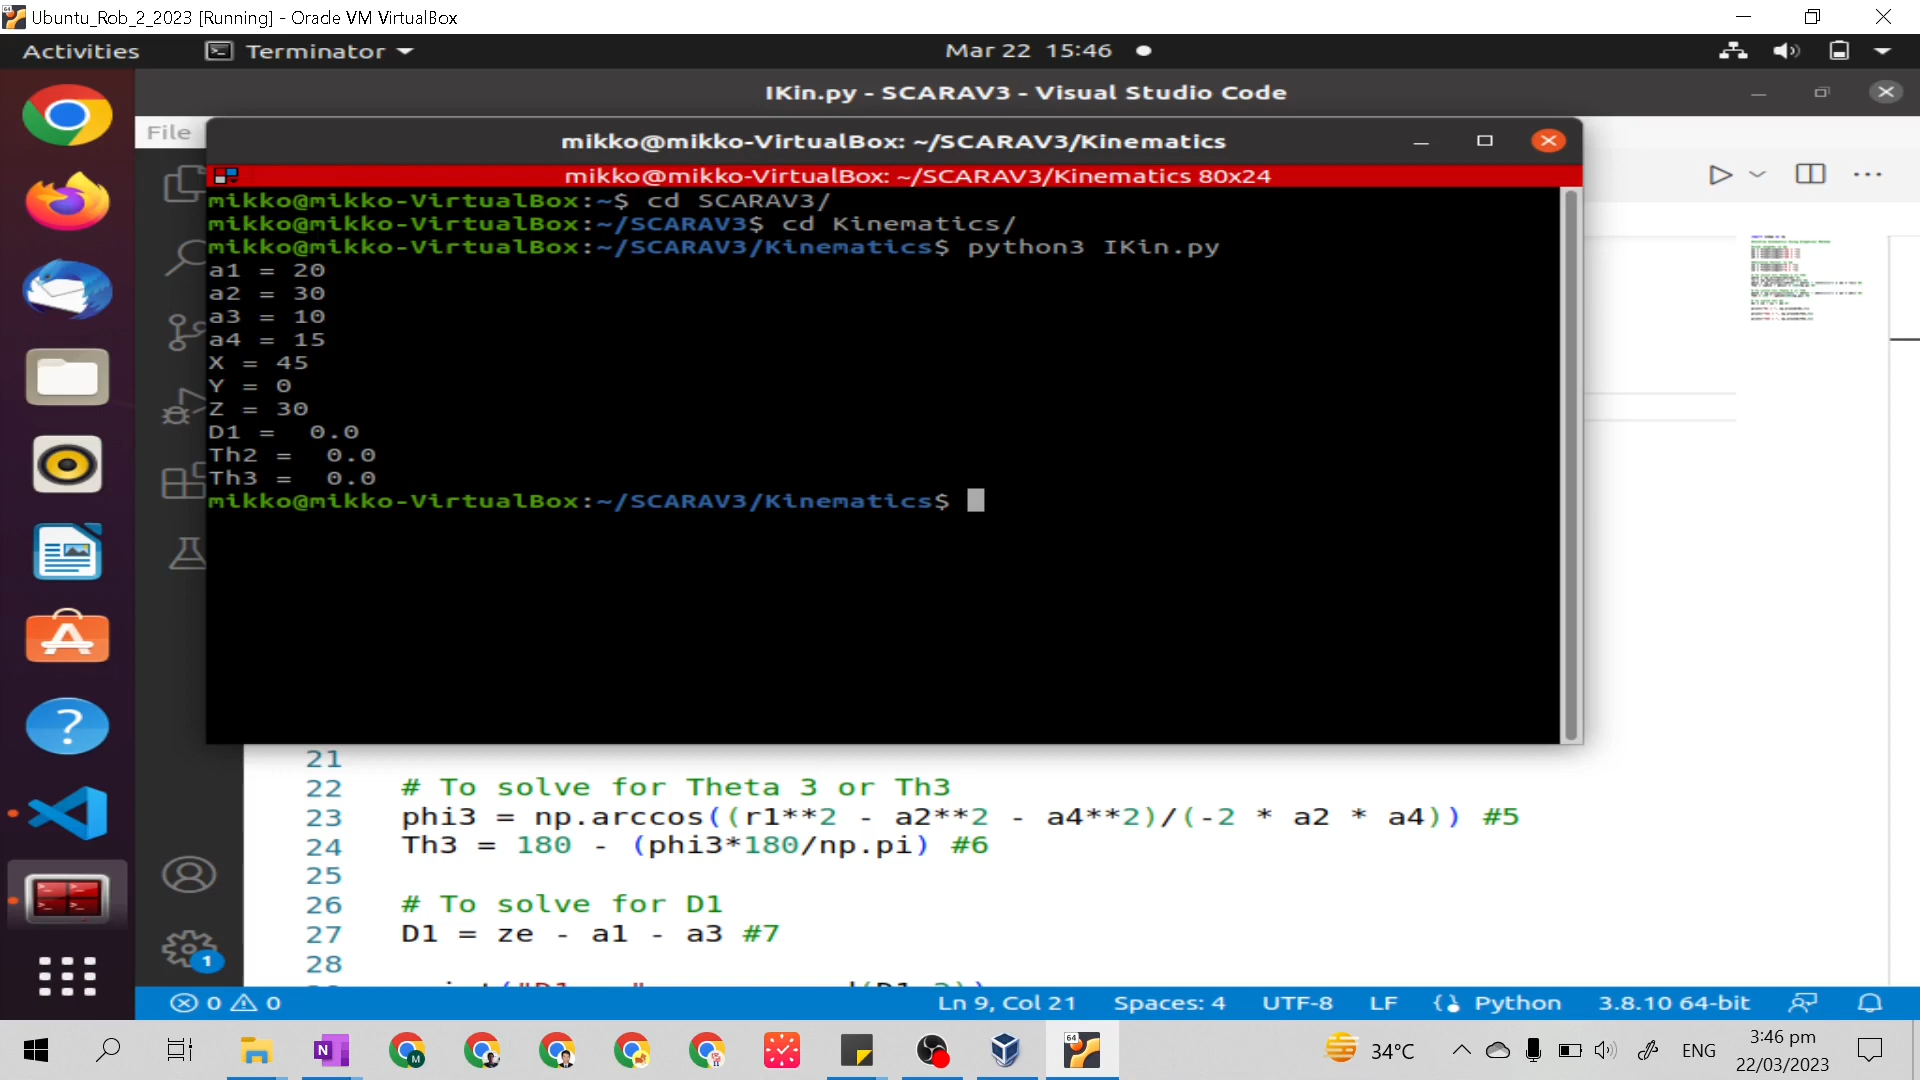 Ubuntu_Rob_2_2023 [Running] - Oracle VM VirtualBox
Activities
Terminator
Mar 22 15:46
IKin.py - SCARAV3 - Visual Studio Code
File
mikko@mikko-VirtualBox: ~/SCARAV3/Kinematics
mikko@mikko-VirtualBox: ~/SCARAV3/Kinematics 80x24
mikko@mikko-VirtualBox:~$ cd SCARAV3/
mikko@mikko-VirtualBox:~/SCARAV3$ cd Kinematics/
mikko@mikko-VirtualBox:~/SCARAV3/Kinematics$ python3 IKin.py
a1 = 20
a2 = 30
a3 = 10
a4 = 15
X = 45
Y = 0
Z = 30
D1 =  0.0
Th2 =  0.0
Th3 =  0.0
mikko@mikko-VirtualBox:~/SCARAV3/Kinematics$
21
22 # To solve for Theta 3 or Th3
23 phi3 = np.arccos((r1**2 - a2**2 - a4**2)/(-2 * a2 * a4)) #5
24 Th3 = 180 - (phi3*180/np.pi) #6
25
26 # To solve for D1
27 D1 = ze - a1 - a3 #7
28
1
0 0
Ln 9, Col 21
Spaces: 4
UTF-8
LF
Python
3.8.10 64-bit
34°C
ENG
3:46 pm
22/03/2023